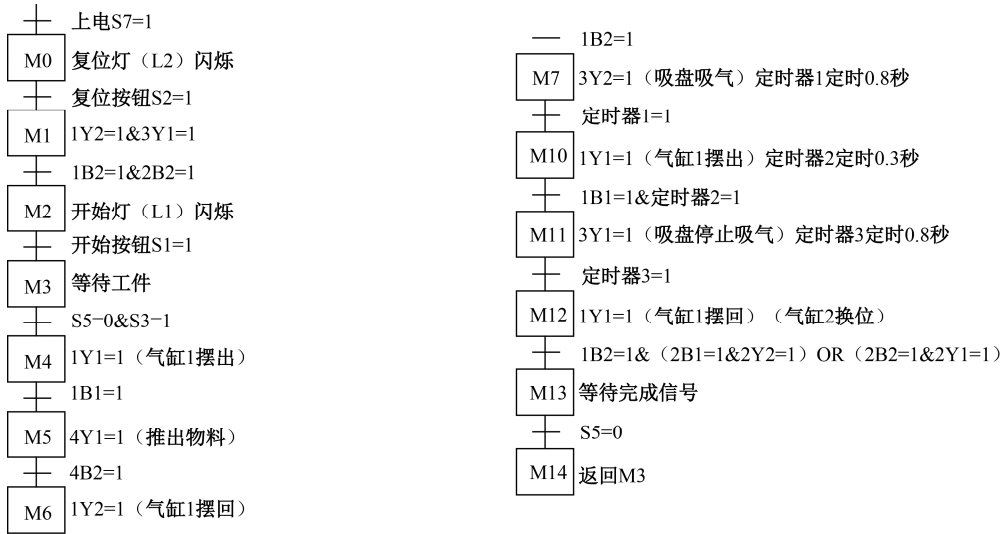 上电S7=1
M0 复位灯（L2）闪烁
复位按钮S2=1
M1 1Y2=1&3Y1=1
1B2=1&2B2=1
M2 开始灯（L1）闪烁
开始按钮S1=1
M3 等待工件
S5-0&S3-1
M4 1Y1=1（气缸1摆出）
1B1=1
M5 4Y1=1（推出物料）
4B2=1
M6 1Y2=1（气缸1摆回）
1B2=1
M7 3Y2=1（吸盘吸气）定时器1定时0.8秒
定时器1=1
M10 1Y1=1（气缸1摆出）定时器2定时0.3秒
1B1=1&定时器2=1
M11 3Y1=1（吸盘停止吸气）定时器3定时0.8秒
定时器3=1
M12 1Y1=1（气缸1摆回）（气缸2换位）
1B2=1&（2B1=1&2Y2=1）OR（2B2=1&2Y1=1）
M13 等待完成信号
S5=0
M14 返回M3